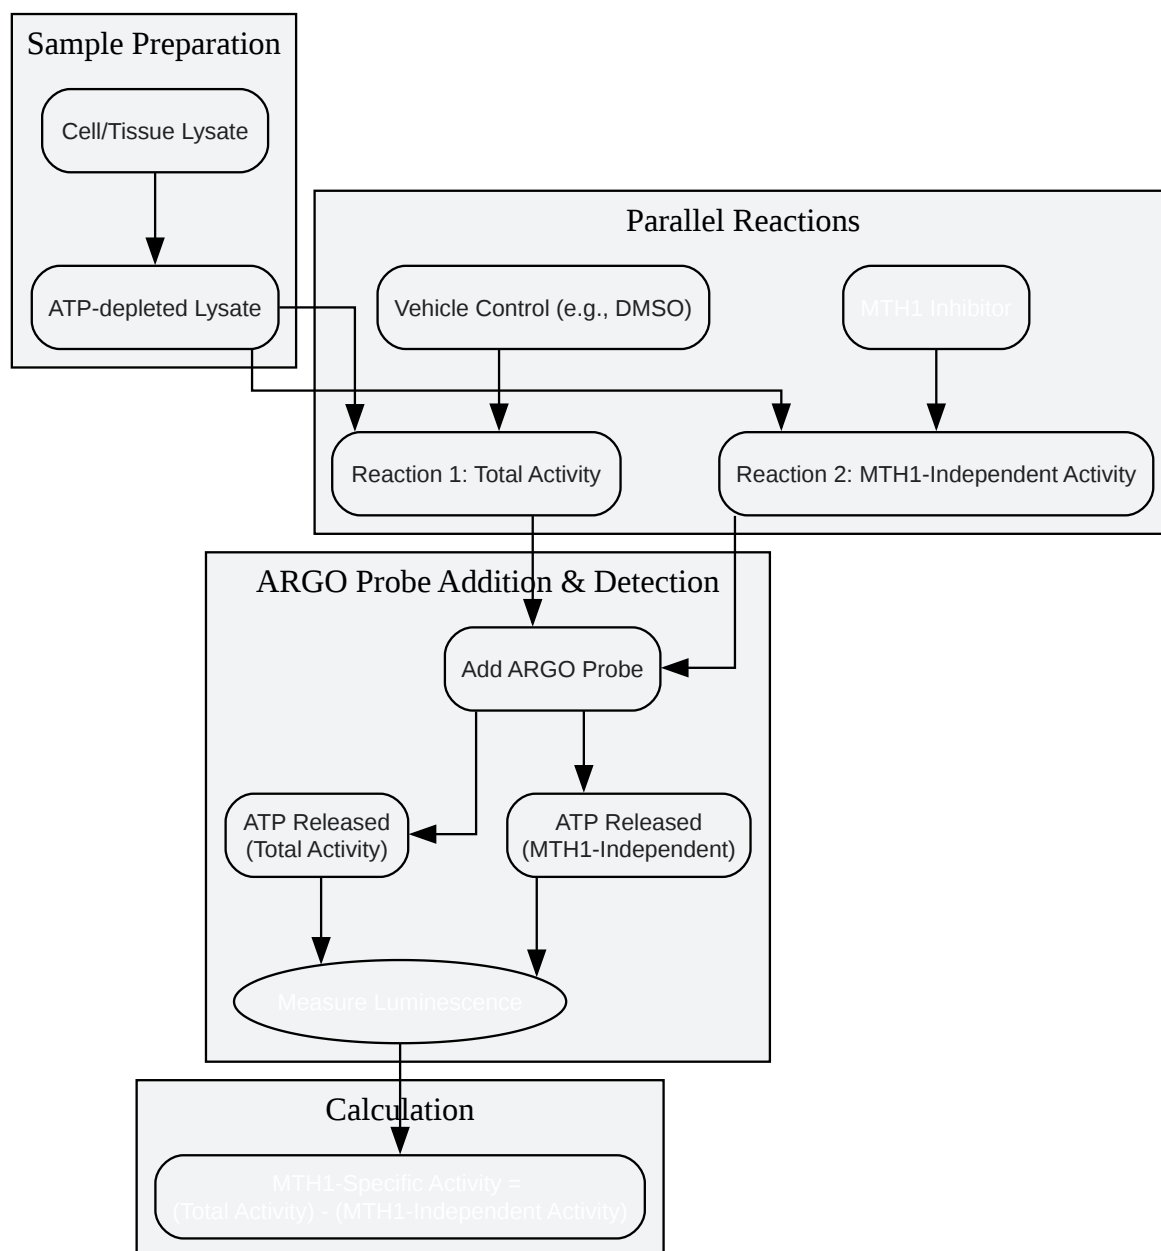 Sample Preparation
Cell/Tissue Lysate
ATP-depleted Lysate
Parallel Reactions
Vehicle Control (e.g., DMSO)
MTH1 Inhibitor
Reaction 1: Total Activity
Reaction 2: MTH1-Independent Activity
ARGO Probe Addition & Detection
Add ARGO Probe
ATP Released
(Total Activity)
ATP Released
(MTH1-Independent)
Measure Luminescence
Calculation
MTH1-Specific Activity =
(Total Activity) - (MTH1-Independent Activity)